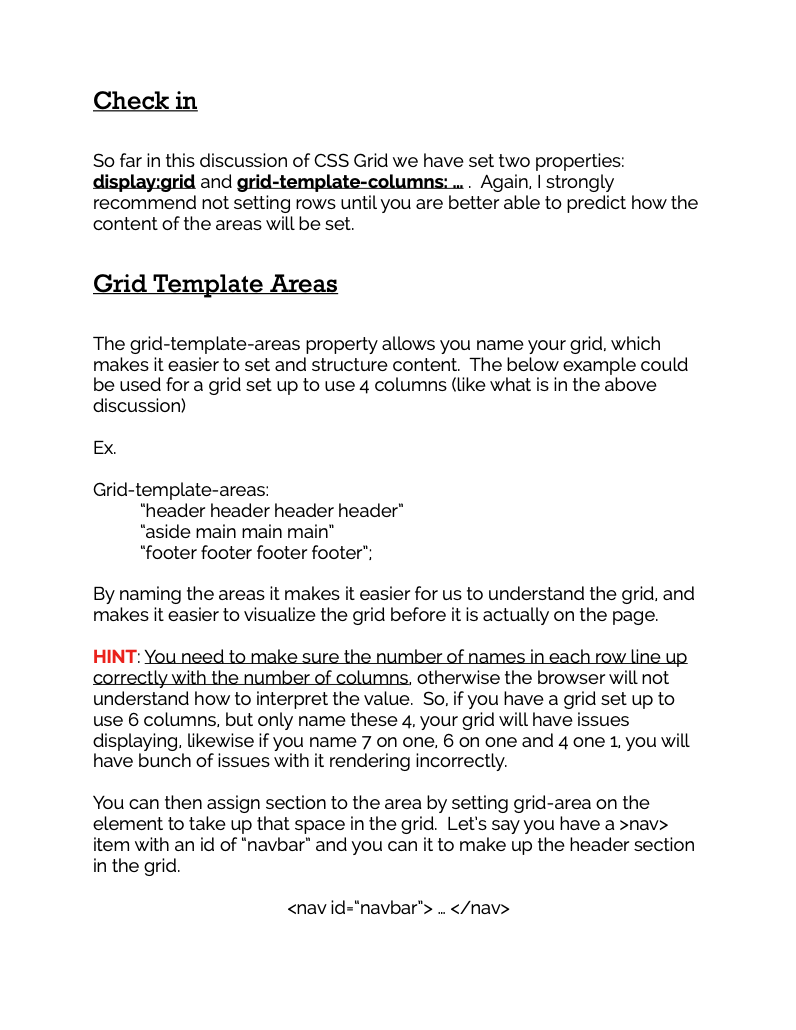 Check in
So far in this discussion of CSS Grid we have set two properties:
display:grid and grid-template-columns: … .  Again, I strongly
recommend not setting rows until you are better able to predict how the
content of the areas will be set.
Grid Template Areas
The grid-template-areas property allows you name your grid, which
makes it easier to set and structure content.  The below example could
be used for a grid set up to use 4 columns (like what is in the above
discussion)
Ex.
Grid-template-areas:
“header header header header”
“aside main main main”
“footer footer footer footer”;
By naming the areas it makes it easier for us to understand the grid, and
makes it easier to visualize the grid before it is actually on the page.
HINT: You need to make sure the number of names in each row line up
correctly with the number of columns, otherwise the browser will not
understand how to interpret the value.  So, if you have a grid set up to
use 6 columns, but only name these 4, your grid will have issues
displaying, likewise if you name 7 on one, 6 on one and 4 one 1, you will
have bunch of issues with it rendering incorrectly.
You can then assign section to the area by setting grid-area on the
element to take up that space in the grid.  Let’s say you have a >nav>
item with an id of “navbar” and you can it to make up the header section
in the grid.
<nav id=“navbar”> … </nav>